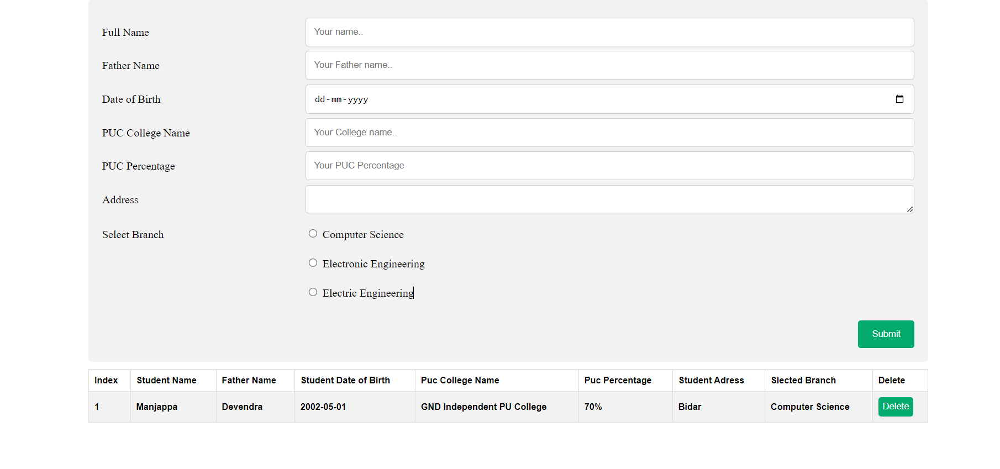 Full Name Your name..
Father Name Your Father name..
Date of Birth dd-mm-yyyy
PUC College Name Your College name..
PUC Percentage Your PUC Percentage
Address
Select Branch Computer Science
Electronic Engineering
Electric Engineering
Submit
Index Student Name Father Name Student Date of Birth Puc College Name Puc Percentage Student Adress Slected Branch Delete
1 Manjappa Devendra 2002-05-01 GND Independent PU College 70% Bidar Computer Science Delete